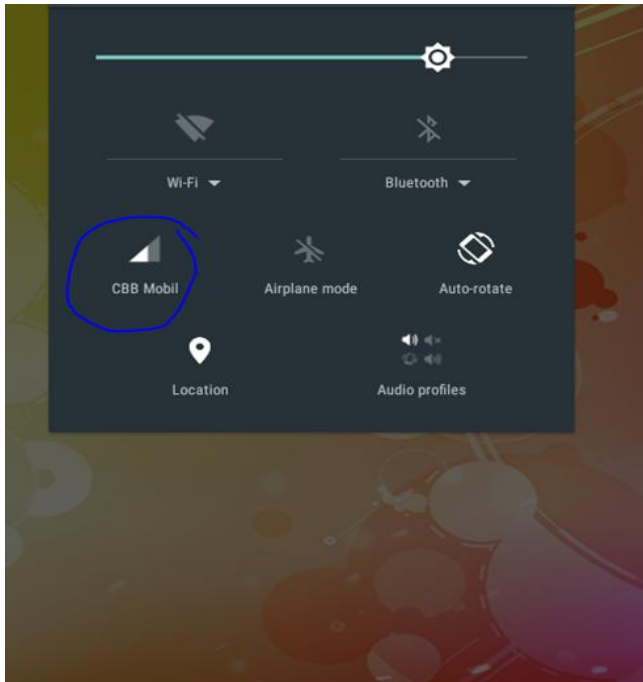 Wi-Fi
Bluetooth
CBB Mobil
Airplane mode
Auto-rotate
Location
Audio profiles